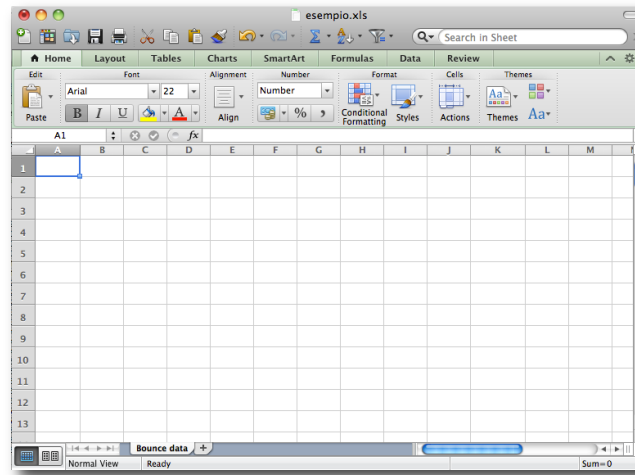 esempio.xls
Search in Sheet
Home Layout Tables Charts SmartArt Formulas Data Review
Edit Font Alignment Number Format Cells Themes
Arial 22 Number
Paste B I U A Align % , Conditional Formatting Styles Actions Themes Aa
A1 fx
A B C D E F G H I J K L M
1
2
3
4
5
6
7
8
9
10
11
12
13
Bounce data +
Normal View Ready Sum=0